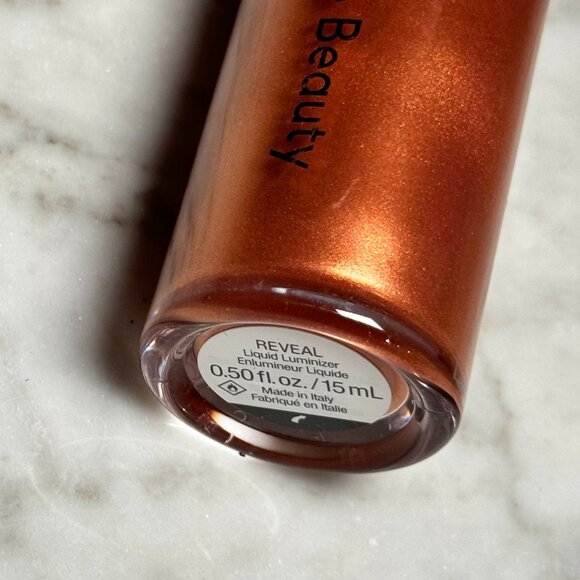 Beauty
REVEAL
Liquid Luminizer
Enlumineur Liquide
0.50 fl. oz. / 15 mL
Made in Italy
Fabriqué en Italie